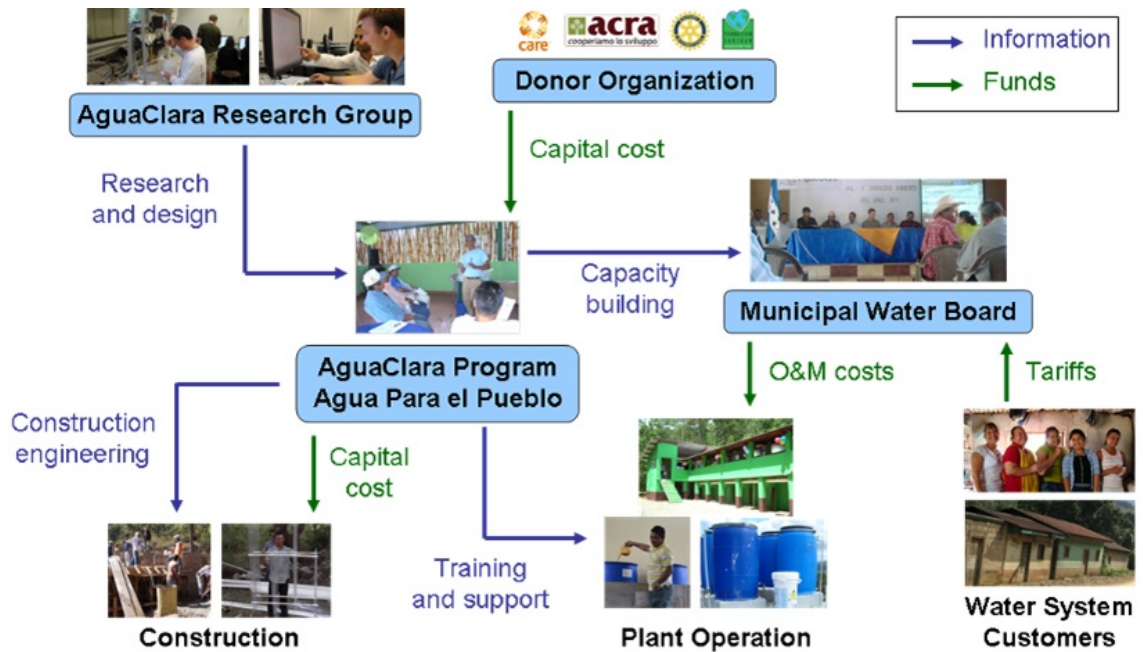 care
acra
cooperiamo lo sviluppo
Information
Funds
AguaClara Research Group
Donor Organization
Capital cost
Research
and design
Capacity
building
Municipal Water Board
AguaClara Program
Agua Para el Pueblo
O&M costs
Tariffs
Construction
engineering
Capital
cost
Training
and support
Construction
Plant Operation
Water System
Customers